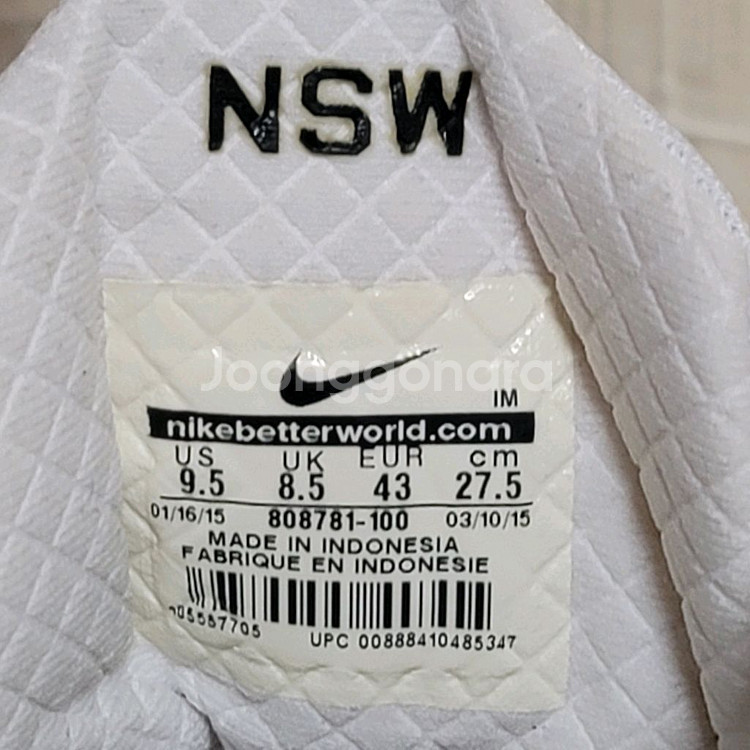 NSW
Joonggonara
IM
nikebetterworld.com
US UK EUR cm
9.5 8.5 43 27.5
01/16/15 808781-100 03/10/15
MADE IN INDONESIA
FABRIQUE EN INDONESIE
UPC 00888410485347